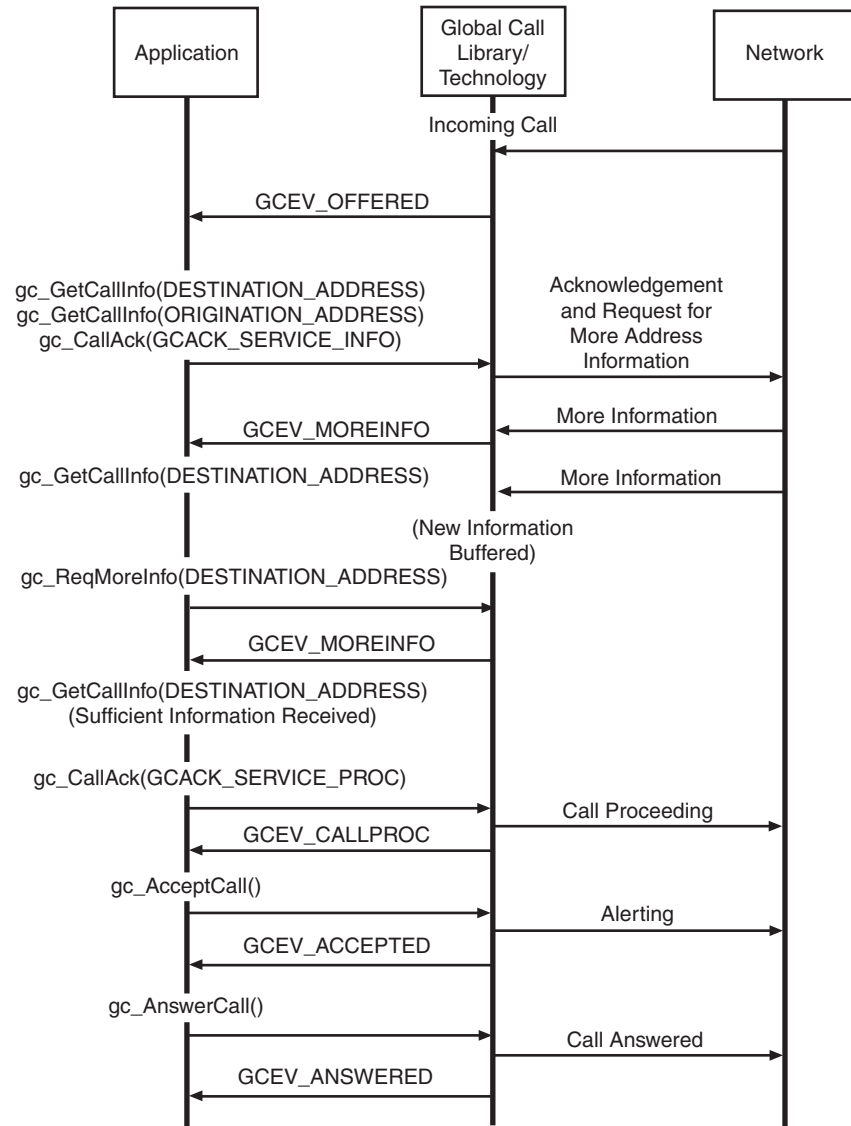 Application
Global Call
Library/
Technology
Network
Incoming Call
GCEV_OFFERED
gc_GetCallInfo(DESTINATION_ADDRESS)
gc_GetCallInfo(ORIGINATION_ADDRESS)
gc_CallAck(GCACK_SERVICE_INFO)
Acknowledgement
and Request for
More Address
Information
GCEV_MOREINFO
More Information
gc_GetCallInfo(DESTINATION_ADDRESS)
More Information
(New Information
Buffered)
gc_ReqMoreInfo(DESTINATION_ADDRESS)
GCEV_MOREINFO
gc_GetCallInfo(DESTINATION_ADDRESS)
(Sufficient Information Received)
gc_CallAck(GCACK_SERVICE_PROC)
Call Proceeding
GCEV_CALLPROC
gc_AcceptCall()
Alerting
GCEV_ACCEPTED
gc_AnswerCall()
Call Answered
GCEV_ANSWERED